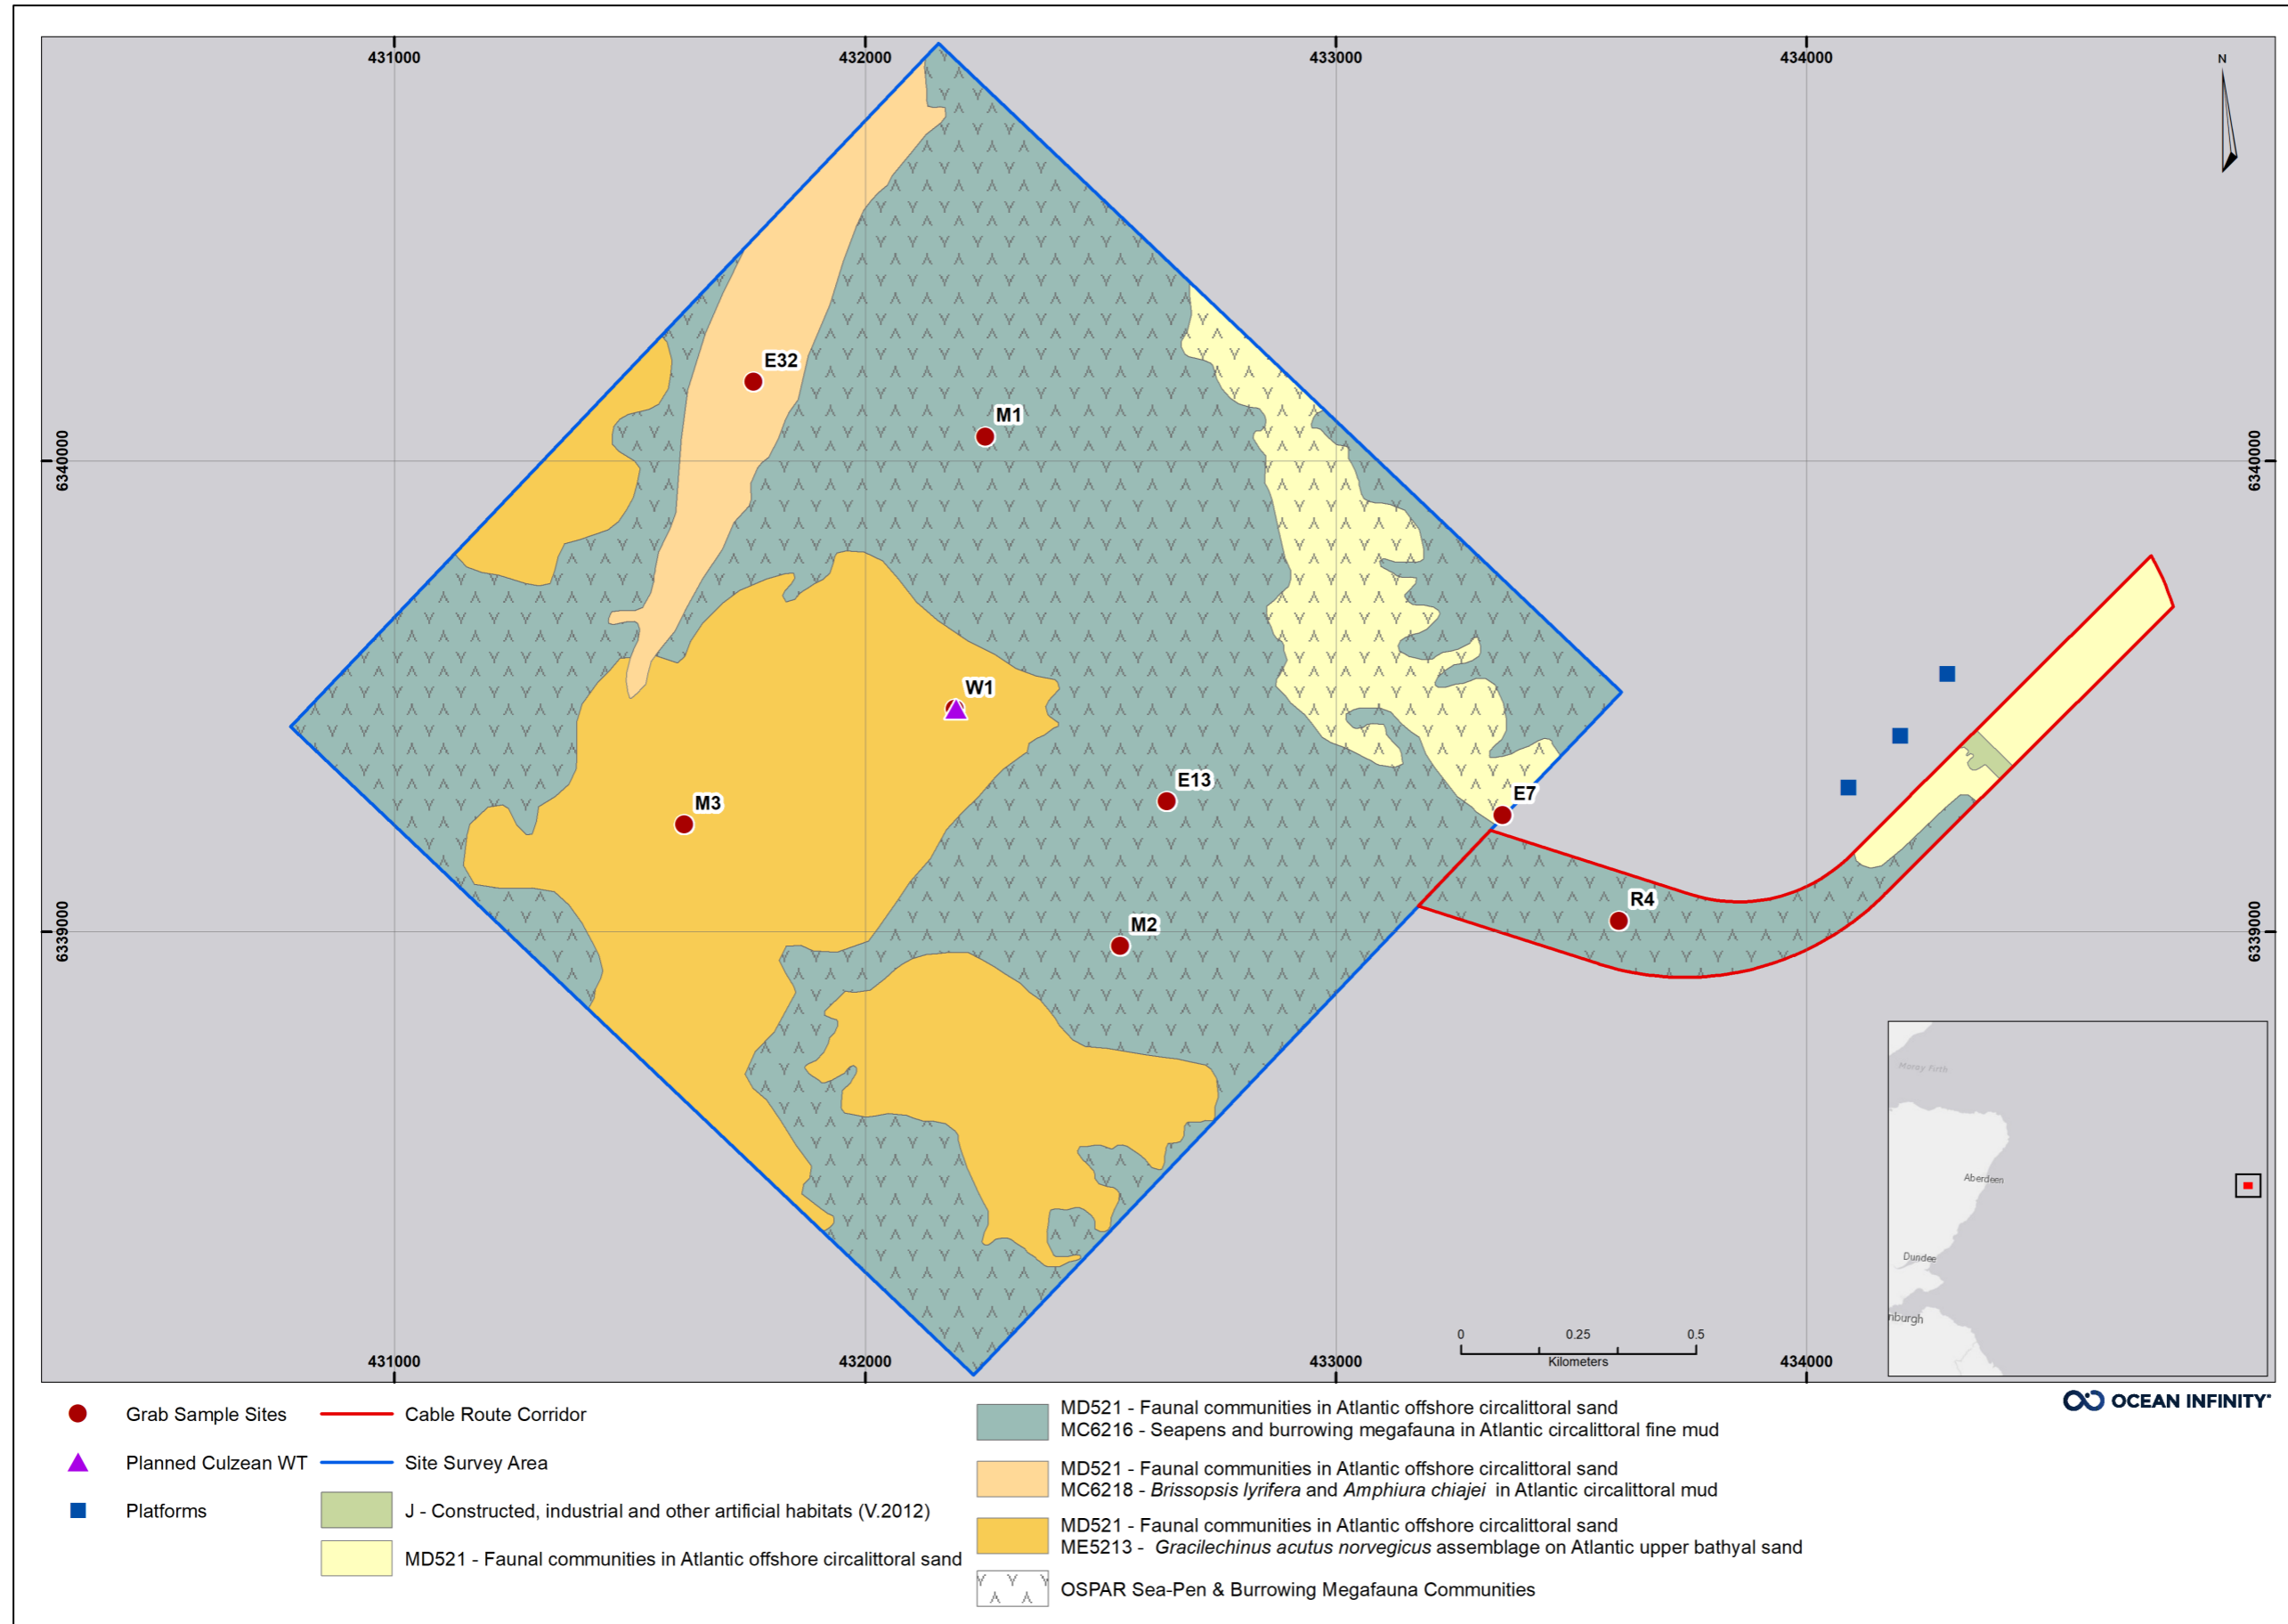 431000
432000
433000
434000
N
E32
M1
6340000
6340000
W1
E13
M3
E7
R4
M2
6339000
6339000
Moray Firth
Aberdeen
Dundee
nburgh
0 0.25 0.5
Kilometers
431000
432000
433000
434000
OCEAN INFINITY
Grab Sample Sites
Planned Culzean WT
Platforms
Cable Route Corridor
Site Survey Area
J - Constructed, industrial and other artificial habitats (V.2012)
MD521 - Faunal communities in Atlantic offshore circalittoral sand
MD521 - Faunal communities in Atlantic offshore circalittoral sand
MC6216 - Seapens and burrowing megafauna in Atlantic circalittoral fine mud
MD521 - Faunal communities in Atlantic offshore circalittoral sand
MC6218 - Brissopsis lyrifera and Amphiura chiajei in Atlantic circalittoral mud
MD521 - Faunal communities in Atlantic offshore circalittoral sand
ME5213 - Gracilechinus acutus norvegicus assemblage on Atlantic upper bathyal sand
OSPAR Sea-Pen & Burrowing Megafauna Communities